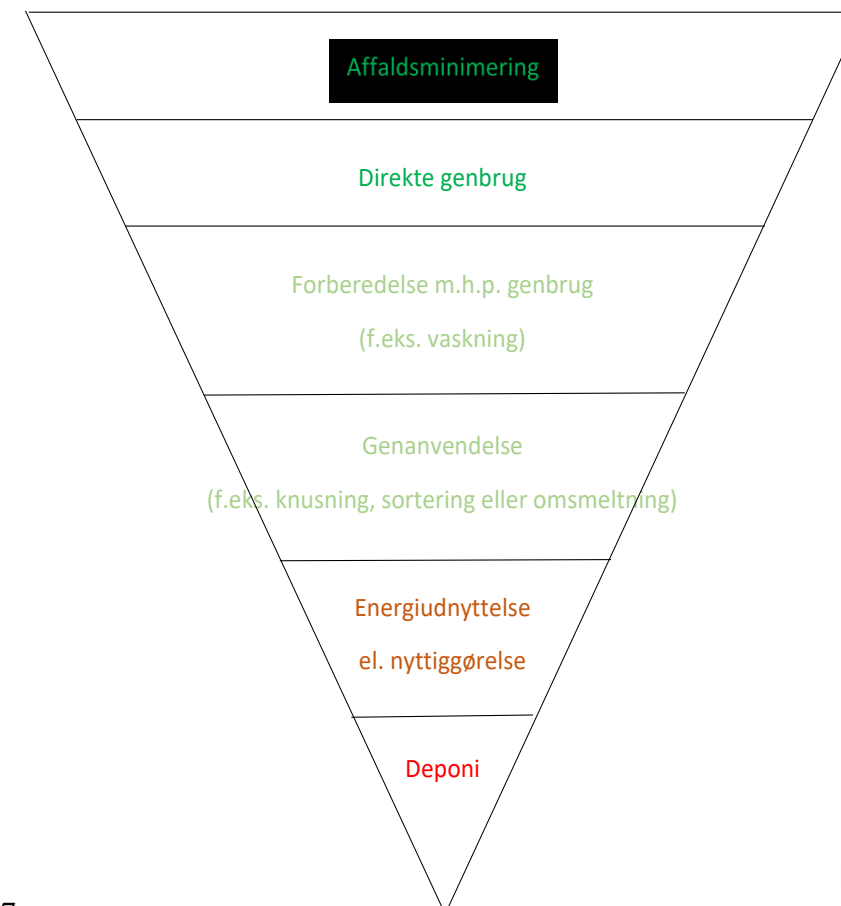 Affaldsminimering
Direkte genbrug
Forberedelse m.h.p. genbrug
(f.eks. vaskning)
Genanvendelse
(f.eks. knusning, sortering eller omsmeltning)
Energiudnyttelse
el. nyttiggørelse
Deponi